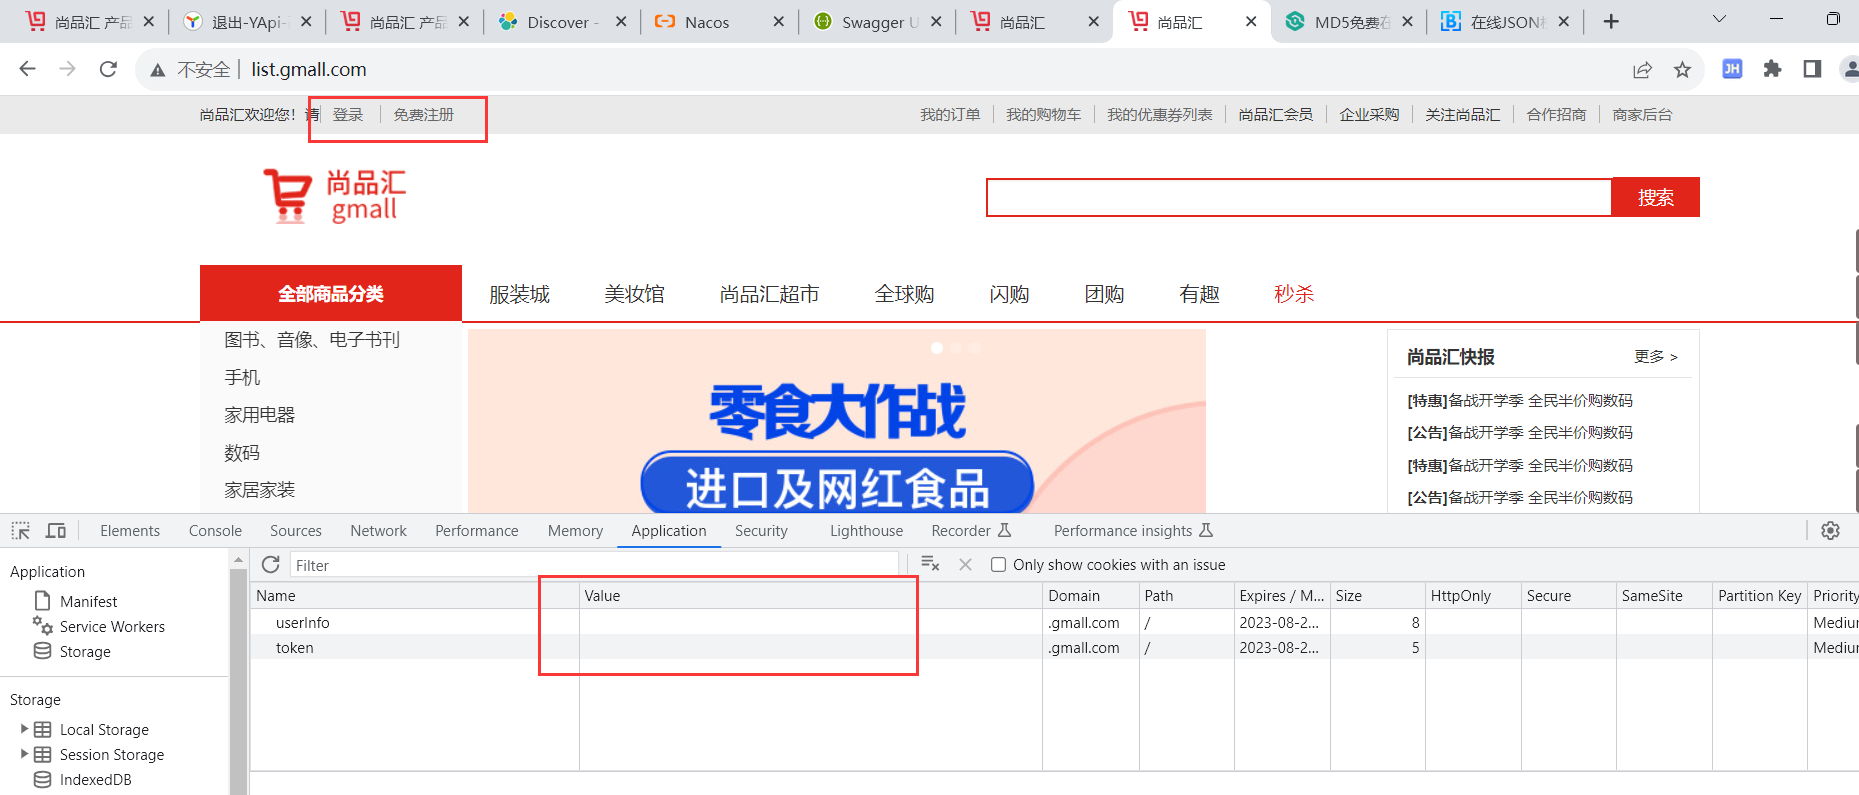 尚品汇 产品 退出-YApi- 尚品汇 产品 Discover - Nacos Swagger U 尚品汇 尚品汇 MD5免费在 在线JSON
不安全 | list.gmall.com
尚品汇欢迎您！请 登录 免费注册 我的订单 我的购物车 我的优惠券列表 尚品汇会员 企业采购 关注尚品汇 合作招商 商家后台
尚品汇
gmall
搜索
全部商品分类 服装城 美妆馆 尚品汇超市 全球购 闪购 团购 有趣 秒杀
图书、音像、电子书刊
手机
家用电器
数码
家居家装
零食大作战
进口及网红食品
尚品汇快报 更多 >
[特惠]备战开学季 全民半价购数码
[公告]备战开学季 全民半价购数码
[特惠]备战开学季 全民半价购数码
[公告]备战开学季 全民半价购数码
Elements Console Sources Network Performance Memory Application Security Lighthouse Recorder Performance insights
Filter Only show cookies with an issue
Application
Manifest
Service Workers
Storage
Storage
Local Storage
Session Storage
IndexedDB
Name Value Domain Path Expires / M... Size HttpOnly Secure SameSite Partition Key Priority
userInfo .gmall.com / 2023-08-2... 8 Mediu
token .gmall.com / 2023-08-2... 5 Mediu